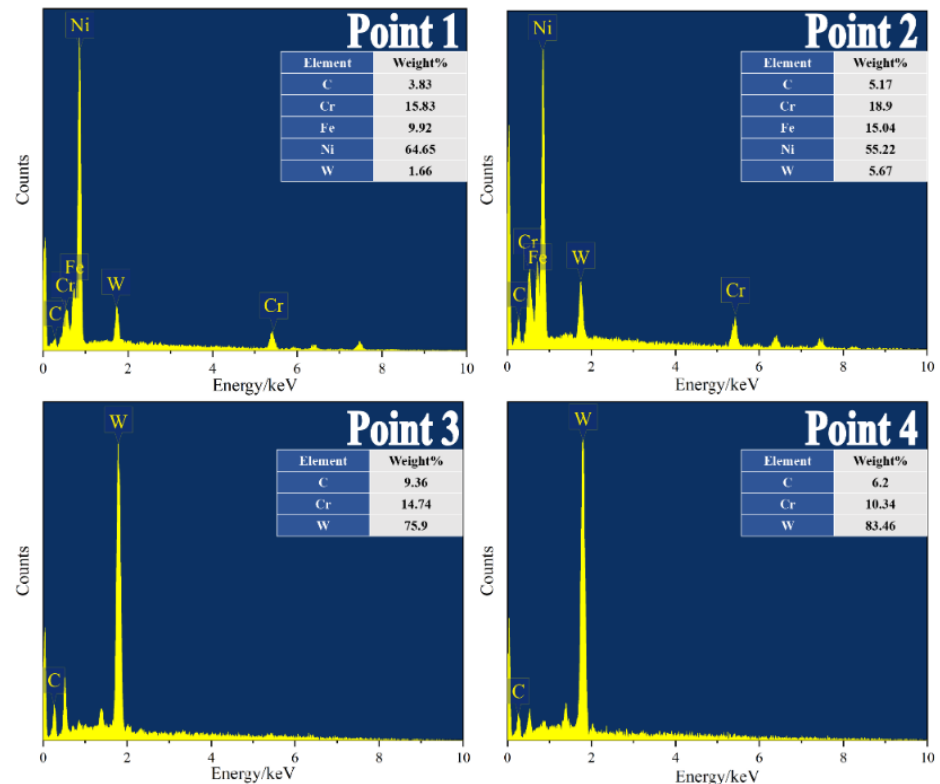 Point 1
Ni
Element Weight%
C 3.83
Cr 15.83
Fe 9.92
Ni 64.65
W 1.66
Fe
Cr
W
C
Cr
Counts
0 2 4 6 8 10
Energy/keV
Point 2
Ni
Element Weight%
C 5.17
Cr 18.9
Fe 15.04
Ni 55.22
W 5.67
Cr
Fe
W
C
Cr
Counts
0 2 4 6 8 10
Energy/keV
Point 3
W
Element Weight%
C 9.36
Cr 14.74
W 75.9
C
Counts
0 2 4 6 8 10
Energy/keV
Point 4
W
Element Weight%
C 6.2
Cr 10.34
W 83.46
C
Counts
0 2 4 6 8 10
Energy/keV